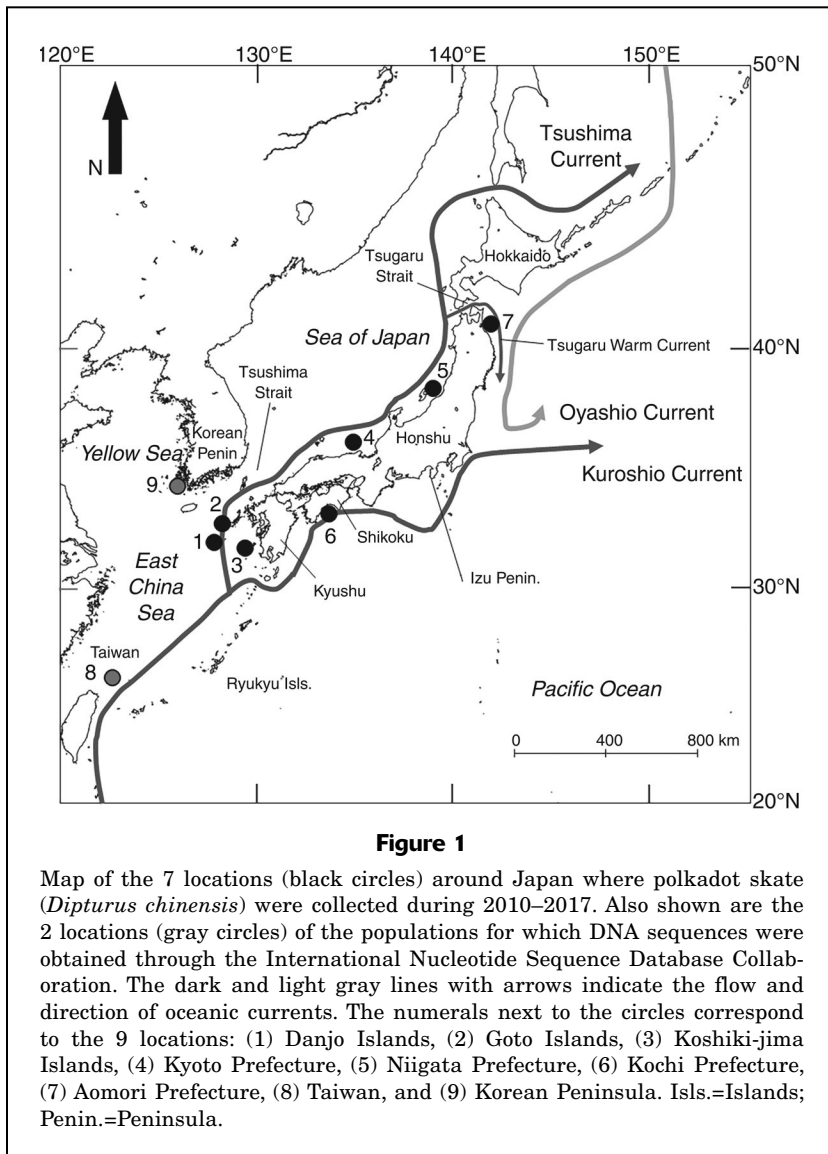 120°E 130°E 140°E 150°E
50°N
N
Tsushima
Current
Tsugaru
Strait
Hokkaido
Sea of Japan
7
Tsugaru Warm Current
40°N
Tsushima
Strait
5
Oyashio Current
Korean
Penin.
Yellow Sea
4
Honshu
Kuroshio Current
9
2
1
3
6
Shikoku
East
China
Sea
Kyushu
Izu Penin.
30°N
Taiwan
8
Ryukyu Isls.
Pacific Ocean
0 400 800 km
20°N
Figure 1
Map of the 7 locations (black circles) around Japan where polkadot skate
(Dipturus chinensis) were collected during 2010–2017. Also shown are the
2 locations (gray circles) of the populations for which DNA sequences were
obtained through the International Nucleotide Sequence Database Collab-
oration. The dark and light gray lines with arrows indicate the flow and
direction of oceanic currents. The numerals next to the circles correspond
to the 9 locations: (1) Danjo Islands, (2) Goto Islands, (3) Koshiki-jima
Islands, (4) Kyoto Prefecture, (5) Niigata Prefecture, (6) Kochi Prefecture,
(7) Aomori Prefecture, (8) Taiwan, and (9) Korean Peninsula. Isls.=Islands;
Penin.=Peninsula.